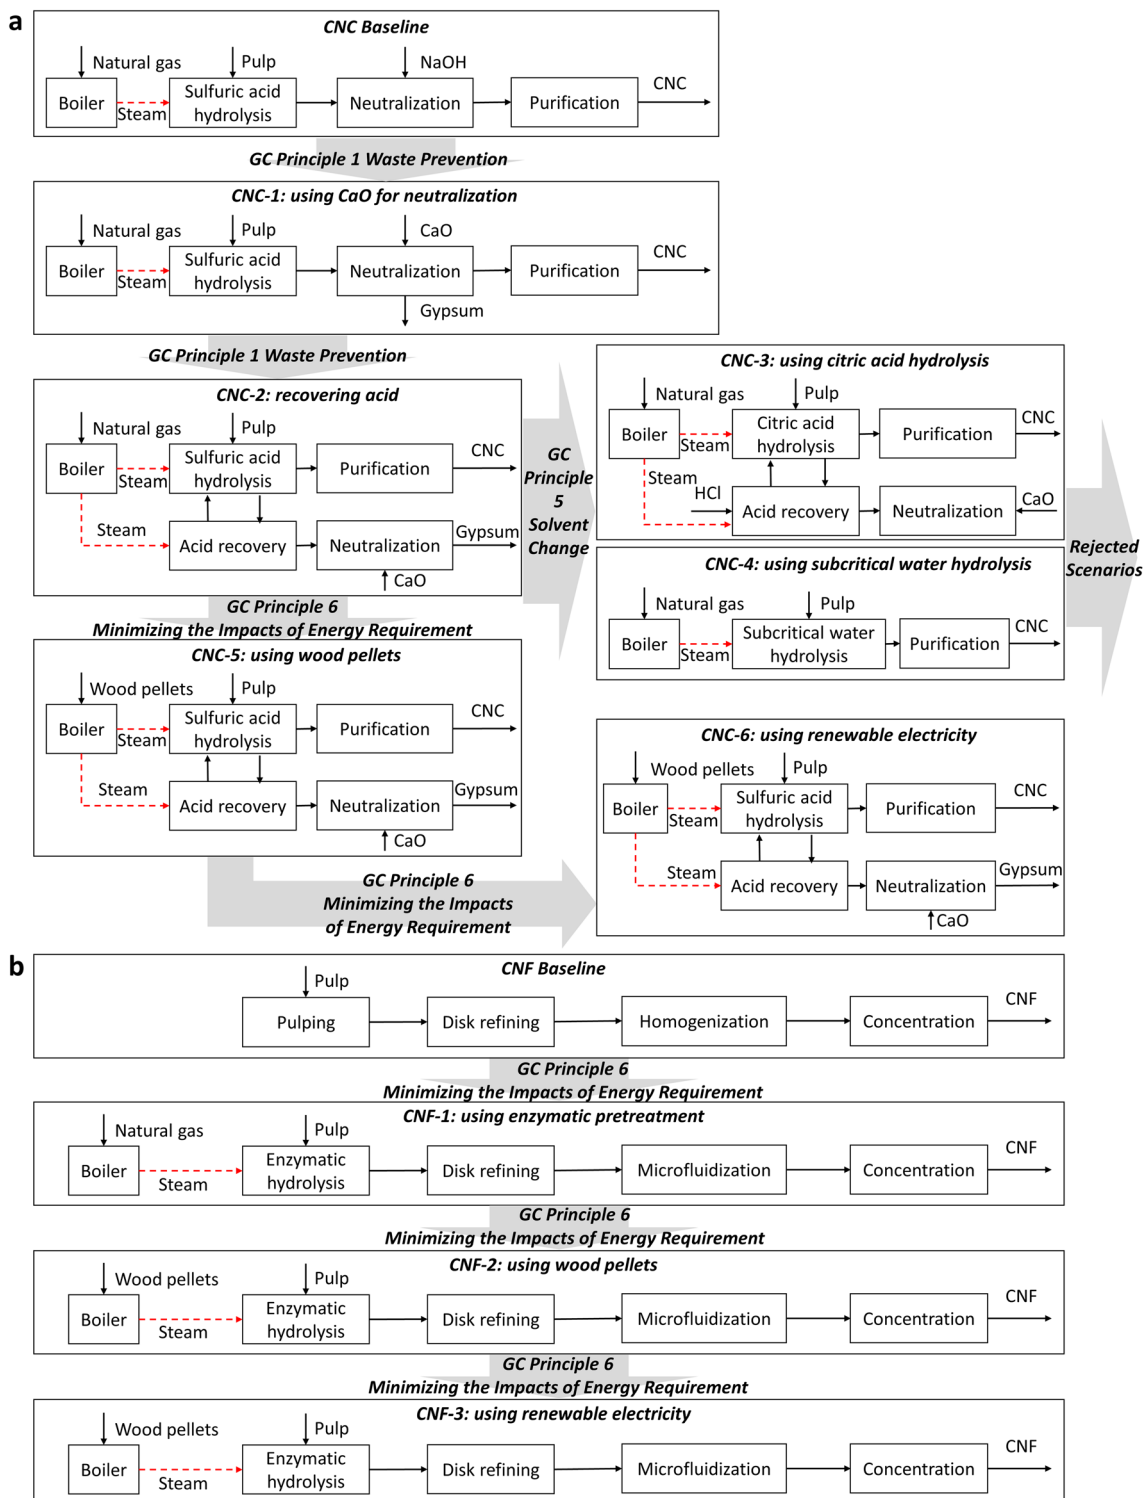 a
CNC Baseline
Natural gas
Pulp
NaOH
Boiler
Steam
Sulfuric acid
hydrolysis
Neutralization
Purification
CNC
GC Principle 1 Waste Prevention
CNC-1: using CaO for neutralization
Natural gas
Pulp
CaO
Boiler
Steam
Sulfuric acid
hydrolysis
Neutralization
Purification
CNC
Gypsum
GC Principle 1 Waste Prevention
CNC-2: recovering acid
Natural gas
Pulp
Boiler
Steam
Sulfuric acid
hydrolysis
Purification
CNC
Steam
Acid recovery
Neutralization
Gypsum
CaO
GC
Principle
5
Solvent
Change
CNC-3: using citric acid hydrolysis
Natural gas
Pulp
Boiler
Steam
Citric acid
hydrolysis
Purification
CNC
Steam
HCl
Acid recovery
Neutralization
CaO
CNC-4: using subcritical water hydrolysis
Natural gas
Pulp
Boiler
Steam
Subcritical water
hydrolysis
Purification
CNC
Rejected
Scenarios
GC Principle 6
Minimizing the Impacts of Energy Requirement
CNC-5: using wood pellets
Wood pellets
Pulp
Boiler
Steam
Sulfuric acid
hydrolysis
Purification
CNC
Steam
Acid recovery
Neutralization
Gypsum
CaO
GC Principle 6
Minimizing the Impacts
of Energy Requirement
CNC-6: using renewable electricity
Wood pellets
Pulp
Boiler
Steam
Sulfuric acid
hydrolysis
Purification
CNC
Steam
Acid recovery
Neutralization
Gypsum
CaO
b
CNF Baseline
Pulp
Pulping
Disk refining
Homogenization
Concentration
CNF
GC Principle 6
Minimizing the Impacts of Energy Requirement
CNF-1: using enzymatic pretreatment
Natural gas
Pulp
Boiler
Steam
Enzymatic
hydrolysis
Disk refining
Microfluidization
Concentration
CNF
GC Principle 6
Minimizing the Impacts of Energy Requirement
CNF-2: using wood pellets
Wood pellets
Pulp
Boiler
Steam
Enzymatic
hydrolysis
Disk refining
Microfluidization
Concentration
CNF
GC Principle 6
Minimizing the Impacts of Energy Requirement
CNF-3: using renewable electricity
Wood pellets
Pulp
Boiler
Steam
Enzymatic
hydrolysis
Disk refining
Microfluidization
Concentration
CNF